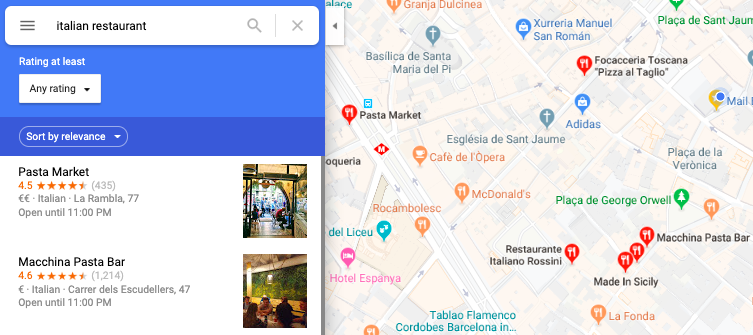 italian restaurant
Rating at least
Any rating
Sort by relevance
Pasta Market
4.5 (435)
€€ · Italian · La Rambla, 77
Open until 11:00 PM
Macchina Pasta Bar
4.6 (1,214)
€ · Italian · Carrer dels Escudellers, 47
Open until 11:00 PM
alace
Gran Dulcinea
Xurreria Manuel
San Román
Plaça de Sant Jaum
Basílica de Santa
Maria del Pi
Focacceria Toscana
"Pizza al Taglio"
Mail
Pasta Market
Adidas
M
Església de Sant Jaume
oqueria
Cafè de l'Òpera
Plaça de la
Verònica
McDonald's
Plaça de George Orwell
Rocambolesc
del Liceu
Macchina Pasta Bar
Restaurante
Italiano Rossini
Hotel Espanya
Made In Sicily
Tablao Flamenco
Cordobes Barcelona in...
La Fonda